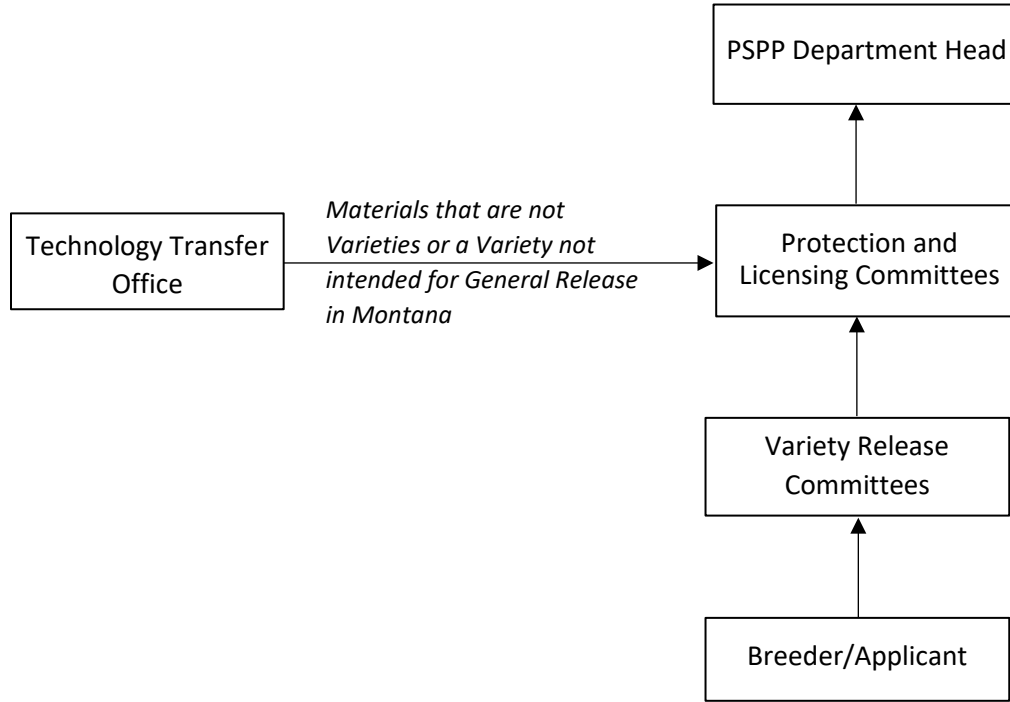 PSPP Department Head
Materials that are not
Varieties or a Variety not
intended for General Release
in Montana
Technology Transfer
Office
Protection and
Licensing Committees
Variety Release
Committees
Breeder/Applicant